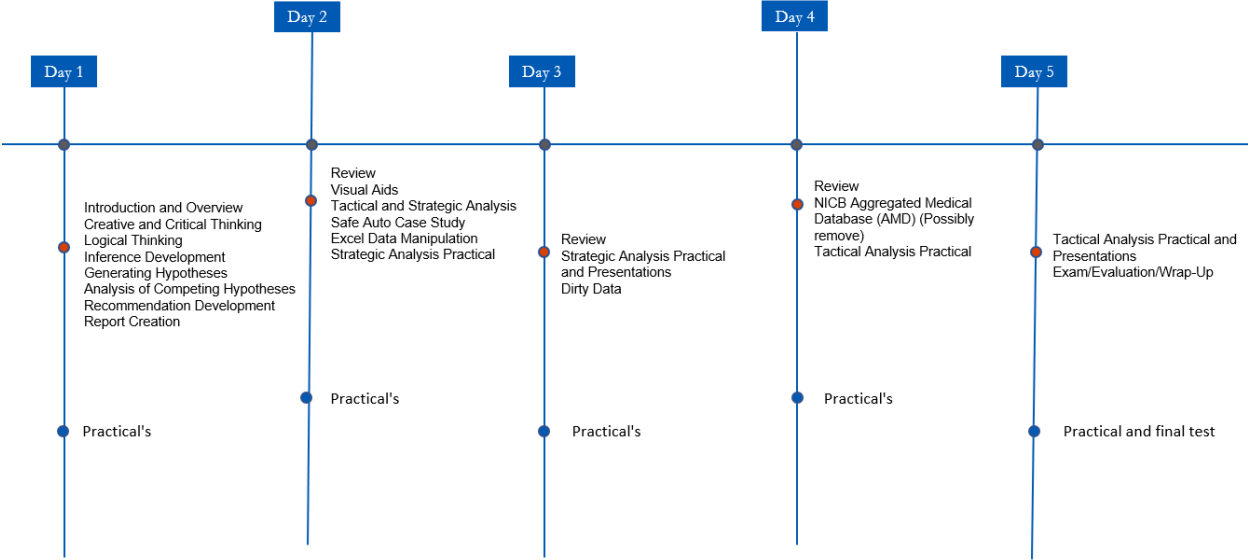 Day 1
Day 2
Day 3
Day 4
Day 5
Introduction and Overview
Creative and Critical Thinking
Logical Thinking
Inference Development
Generating Hypotheses
Analysis of Competing Hypotheses
Recommendation Development
Report Creation
Review
Visual Aids
Tactical and Strategic Analysis
Safe Auto Case Study
Excel Data Manipulation
Strategic Analysis Practical
Review
Strategic Analysis Practical
and Presentations
Dirty Data
Review
NICB Aggregated Medical
Database (AMD) (Possibly
remove)
Tactical Analysis Practical
Tactical Analysis Practical and
Presentations
Exam/Evaluation/Wrap-Up
Practical's
Practical's
Practical's
Practical's
Practical and final test